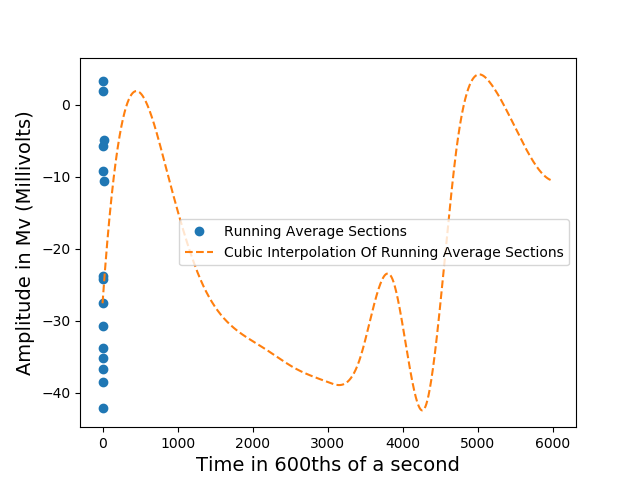 0
−10
−20
−30
−40
Amplitude in Mv (Millivolts)
Running Average Sections
Cubic Interpolation Of Running Average Sections
0 1000 2000 3000 4000 5000 6000
Time in 600ths of a second